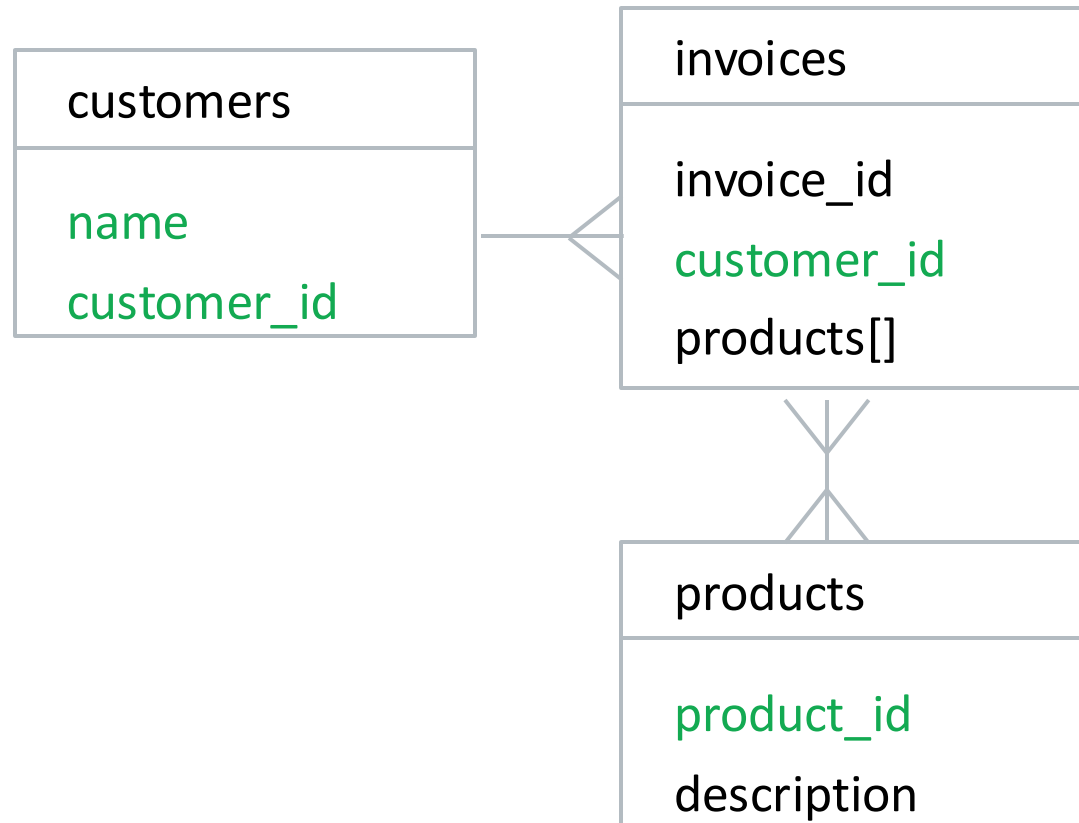 customers
name
customer_id
invoices
invoice_id
customer_id
products[]
products
product_id
description